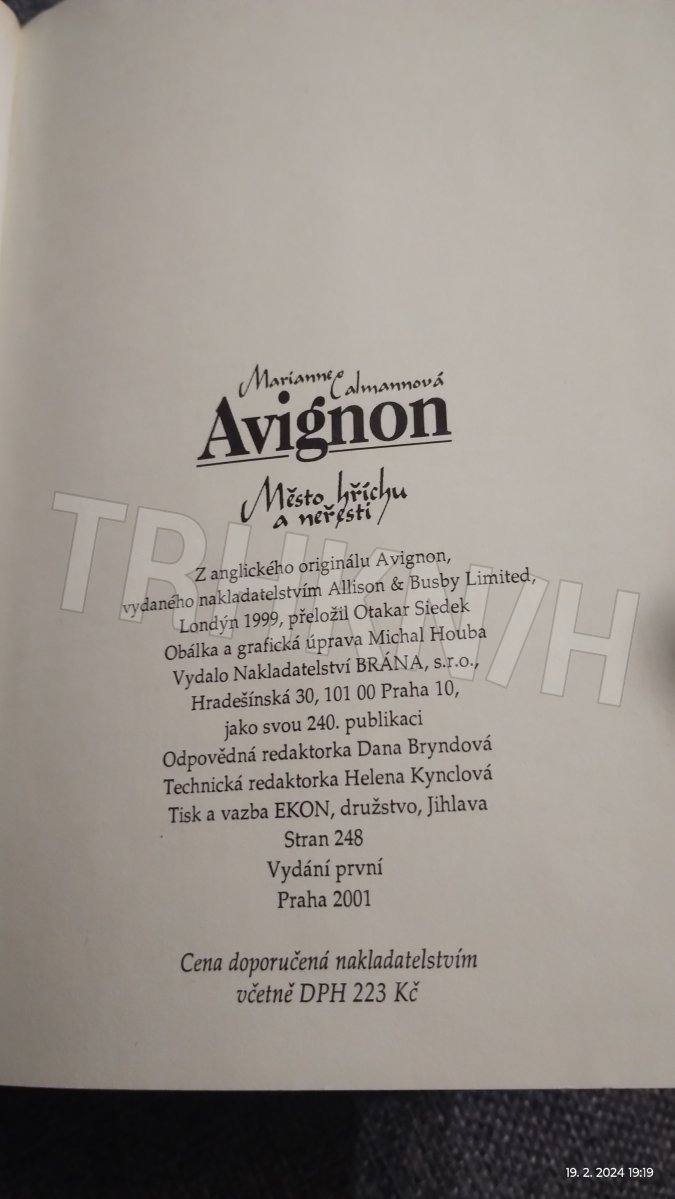 Marianne Calmannová
Avignon
Město hříchu
a neřesti
Z anglického originálu Avignon,
vydaného nakladatelstvím Allison & Busby Limited,
Londýn 1999, přeložil Otakar Siedek
Obálka a grafická úprava Michal Houba
Vydalo Nakladatelství BRÁNA, s.r.o.,
Hradešínská 30, 101 00 Praha 10,
jako svou 240. publikaci
Odpovědná redaktorka Dana Bryndová
Technická redaktorka Helena Kynclová
Tisk a vazba EKON, družstvo, Jihlava
Stran 248
Vydání první
Praha 2001
Cena doporučená nakladatelstvím
včetně DPH 223 Kč
TRHKNIH
19. 2. 2024 19:19